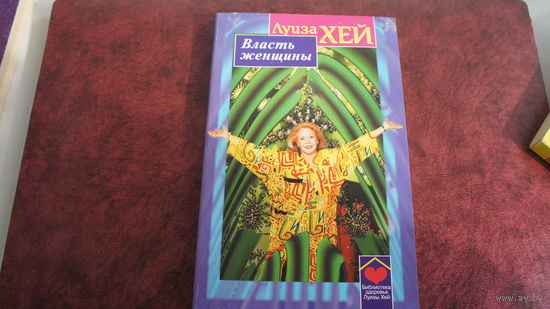 Луиза ХЕЙ
Власть
женщины
Библиотека
здоровья
Луизы Хей
www.ay.by